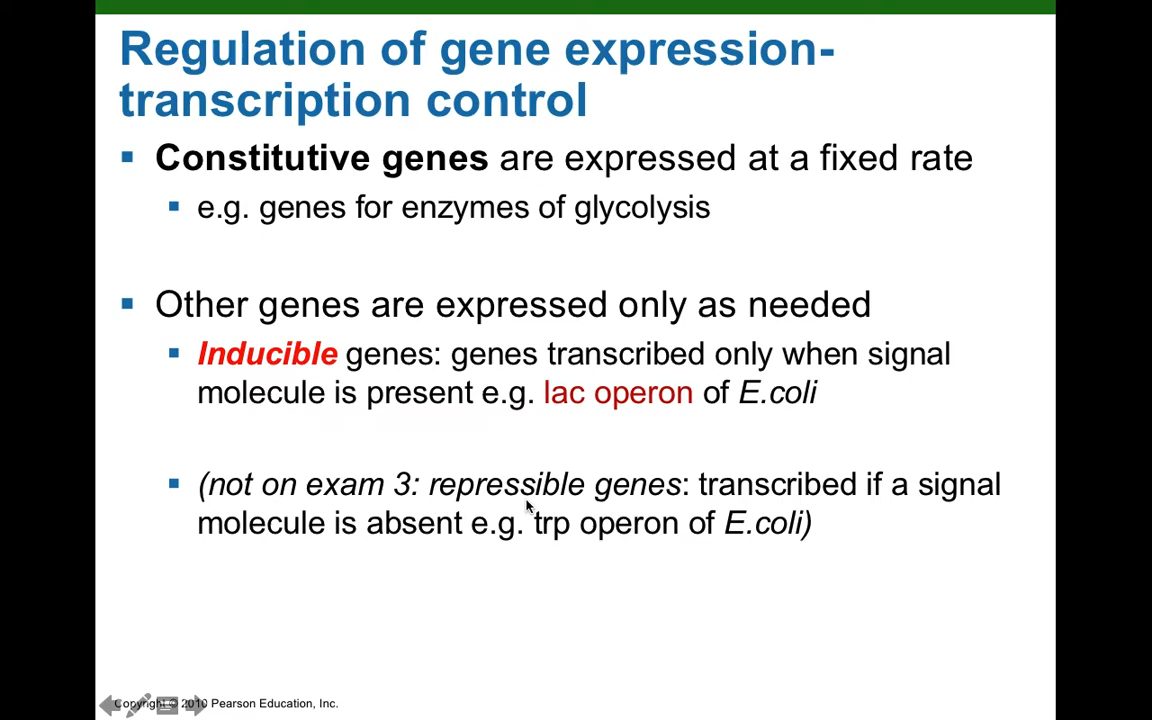 Regulation of gene expression-
transcription control
Constitutive genes are expressed at a fixed rate
e.g. genes for enzymes of glycolysis
Other genes are expressed only as needed
Inducible genes: genes transcribed only when signal
molecule is present e.g. lac operon of E.coli
(not on exam 3: repressible genes: transcribed if a signal
molecule is absent e.g. trp operon of E.coli)
Copyright © 2010 Pearson Education, Inc.